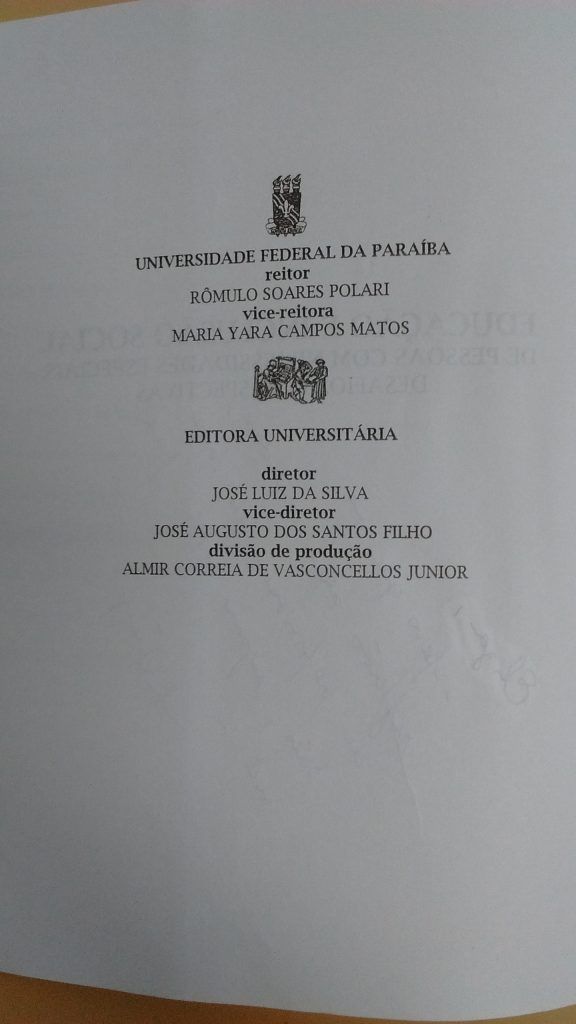 UNIVERSIDADE FEDERAL DA PARAÍBA
reitor
RÔMULO SOARES POLARI
vice-reitora
MARIA YARA CAMPOS MATOS
EDITORA UNIVERSITÁRIA
diretor
JOSÉ LUIZ DA SILVA
vice-diretor
JOSÉ AUGUSTO DOS SANTOS FILHO
divisão de produção
ALMIR CORREIA DE VASCONCELLOS JUNIOR